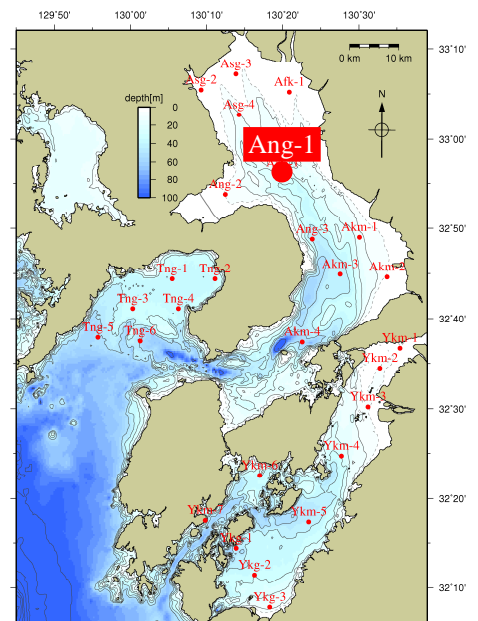 129°50' 130°00' 130°10' 130°20' 130°30'
33°10'
33°00'
32°50'
32°40'
32°30'
32°20'
32°10'
0 km 10 km
N
depth[m]
0
20
40
60
80
100
Asg-3
Asg-2
Afk-1
Asg-4
Ang-1
Ang-2
Ang-3
Akm-1
Akm-3
Akm-2
Akm-4
Tng-1
Tng-2
Tng-3
Tng-4
Tng-5
Tng-6
Ykm-1
Ykm-2
Ykm-3
Ykm-4
Ykm-6
Ykm-7
Ykm-5
Ykg-2
Ykg-3